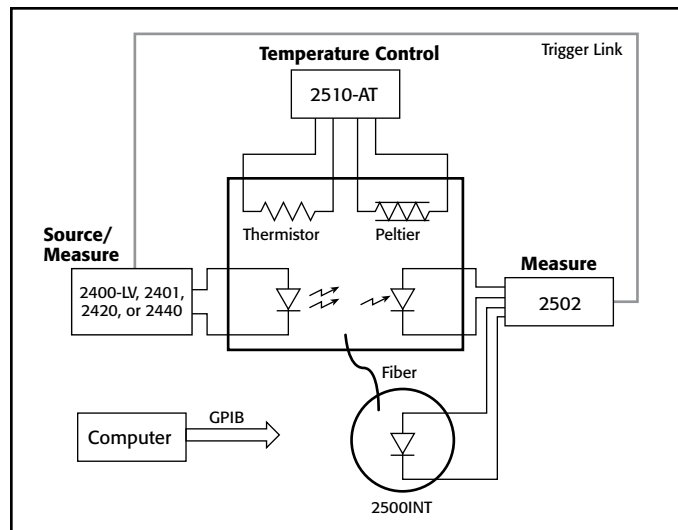 Trigger Link
Temperature Control
2510-AT
Thermistor
Peltier
Source/
Measure
2400-LV, 2401,
2420, or 2440
Measure
2502
Fiber
Computer
GPIB
2500INT